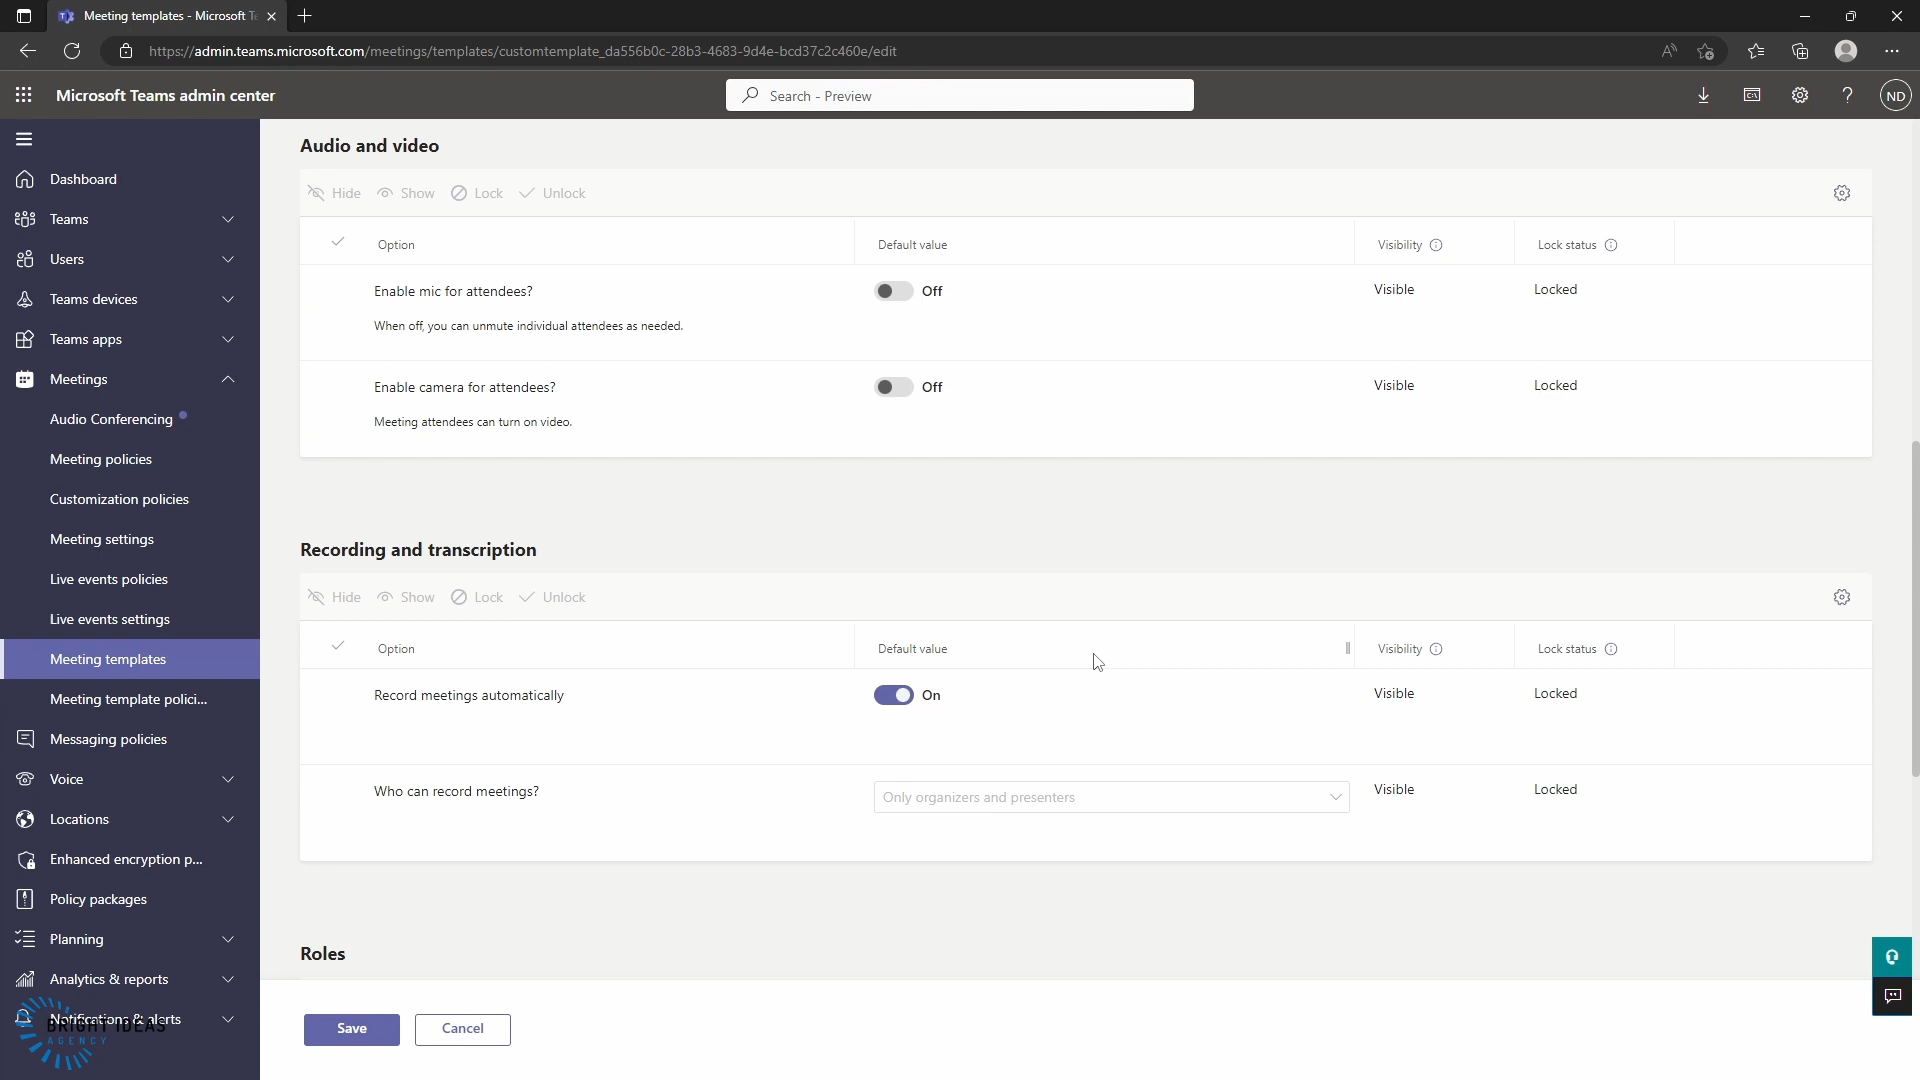 Meeting templates - Microsoft Te
https://admin.teams.microsoft.com/meetings/templates/customtemplate_da556b0c-28b3-4683-9d4e-bcd37c2c460e/edit
Microsoft Teams admin center
Search - Preview
ND
Dashboard
Teams
Users
Teams devices
Teams apps
Meetings
Audio Conferencing
Meeting policies
Customization policies
Meeting settings
Live events policies
Live events settings
Meeting templates
Meeting template polici...
Messaging policies
Voice
Locations
Enhanced encryption p...
Policy packages
Planning
Analytics & reports
Notifications & alerts
BRIGHT IDEAS
AGENCY
Audio and video
Hide Show Lock Unlock
Option Default value Visibility Lock status
Enable mic for attendees? Off Visible Locked
When off, you can unmute individual attendees as needed.
Enable camera for attendees? Off Visible Locked
Meeting attendees can turn on video.
Recording and transcription
Hide Show Lock Unlock
Option Default value Visibility Lock status
Record meetings automatically On Visible Locked
Who can record meetings? Only organizers and presenters Visible Locked
Roles
Save Cancel